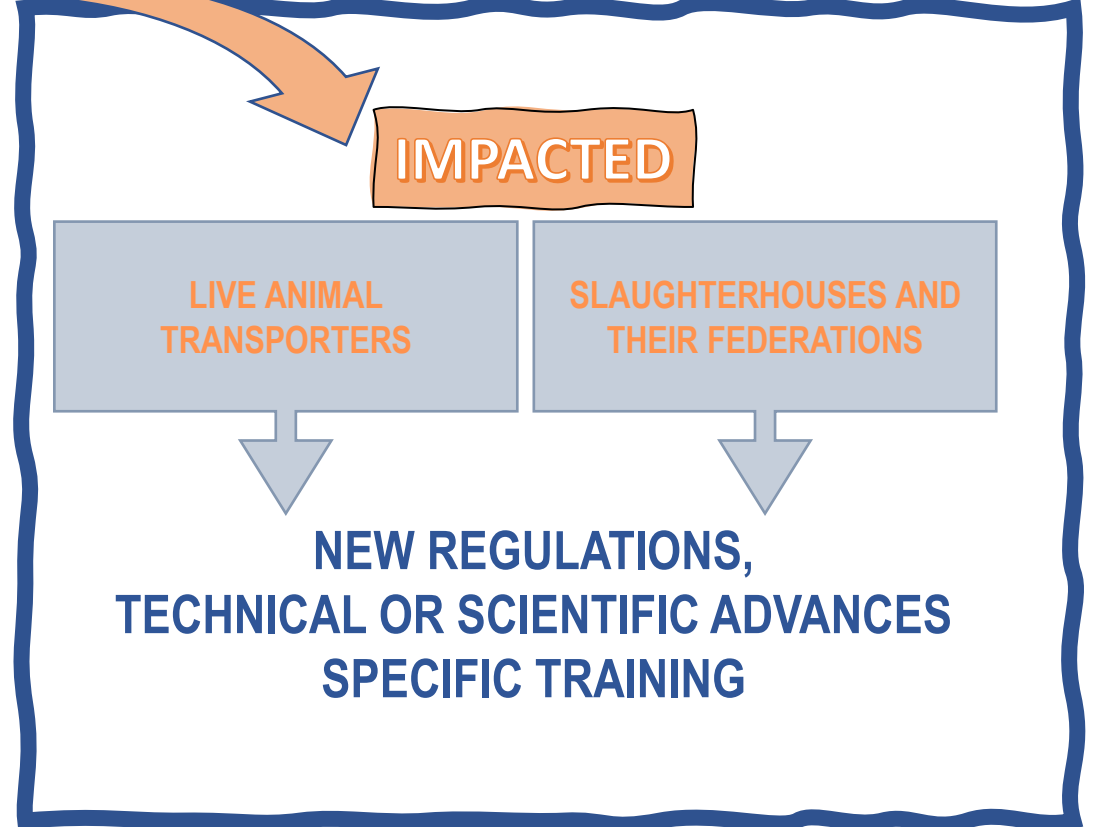 IMPACTED
LIVE ANIMAL
TRANSPORTERS
SLAUGHTERHOUSES AND
THEIR FEDERATIONS
NEW REGULATIONS,
TECHNICAL OR SCIENTIFIC ADVANCES
SPECIFIC TRAINING